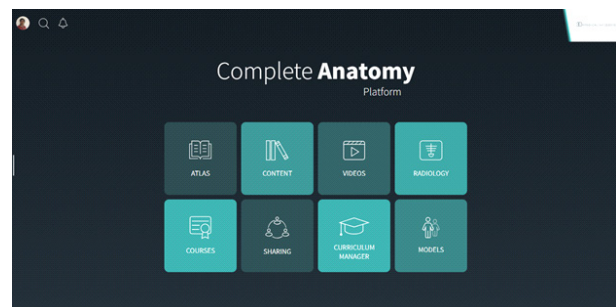 Complete Anatomy
Platform
ATLAS
CONTENT
VIDEOS
RADIOLOGY
COURSES
SHARING
CURRICULUM
MANAGER
MODELS